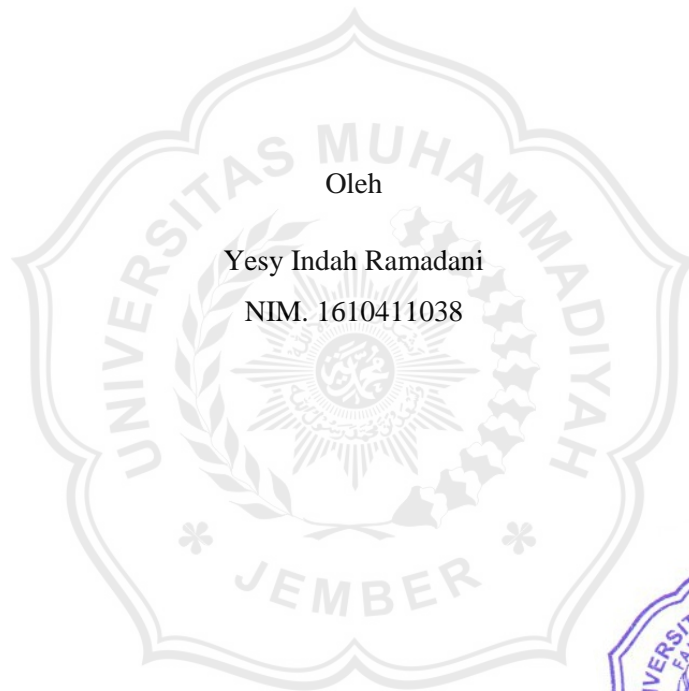 UNIVERSITAS MUHAMMADIYAH
Oleh
Yesy Indah Ramadani
NIM. 1610411038
JEMBER